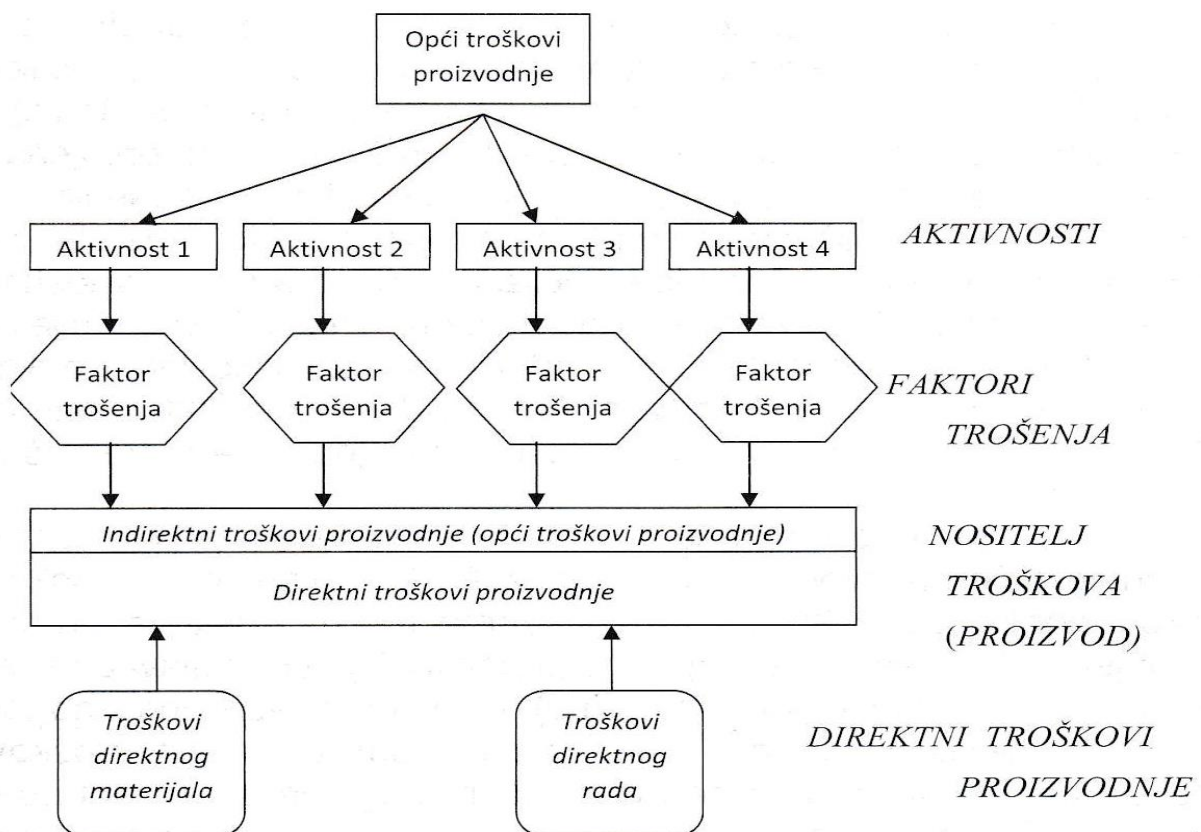 Opći troškovi
proizvodnje
Aktivnost 1
Aktivnost 2
Aktivnost 3
Aktivnost 4
AKTIVNOSTI
Faktor
trošenja
Faktor
trošenja
Faktor
trošenja
Faktor
trošenja
FAKTORI
TROŠENJA
Indirektni troškovi proizvodnje (opći troškovi proizvodnje)
Direktni troškovi proizvodnje
NOSITELJ
TROŠKOVA
(PROIZVOD)
Troškovi
direktnog
materijala
Troškovi
direktnog
rada
DIREKTNI TROŠKOVI
PROIZVODNJE